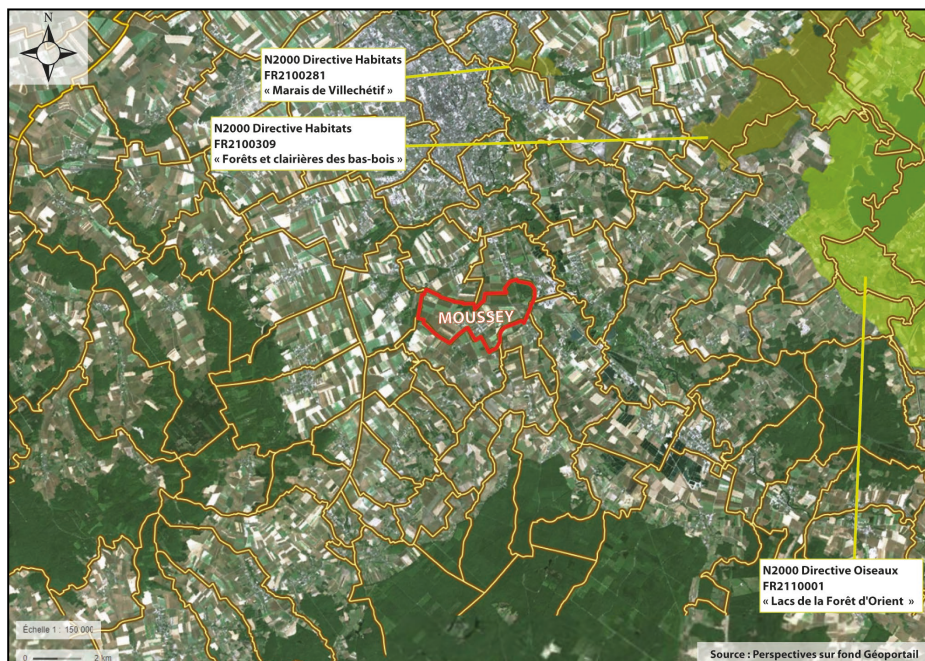 N
N2000 Directive Habitats
FR2100281
« Marais de Villechétif »
N2000 Directive Habitats
FR2100309
« Forêts et clairières des bas-bois »
MOUSSEY
N2000 Directive Oiseaux
FR2110001
« Lacs de la Forêt d'Orient »
Échelle 1 : 150 000
0 2 km
Source : Perspectives sur fond Géoportail